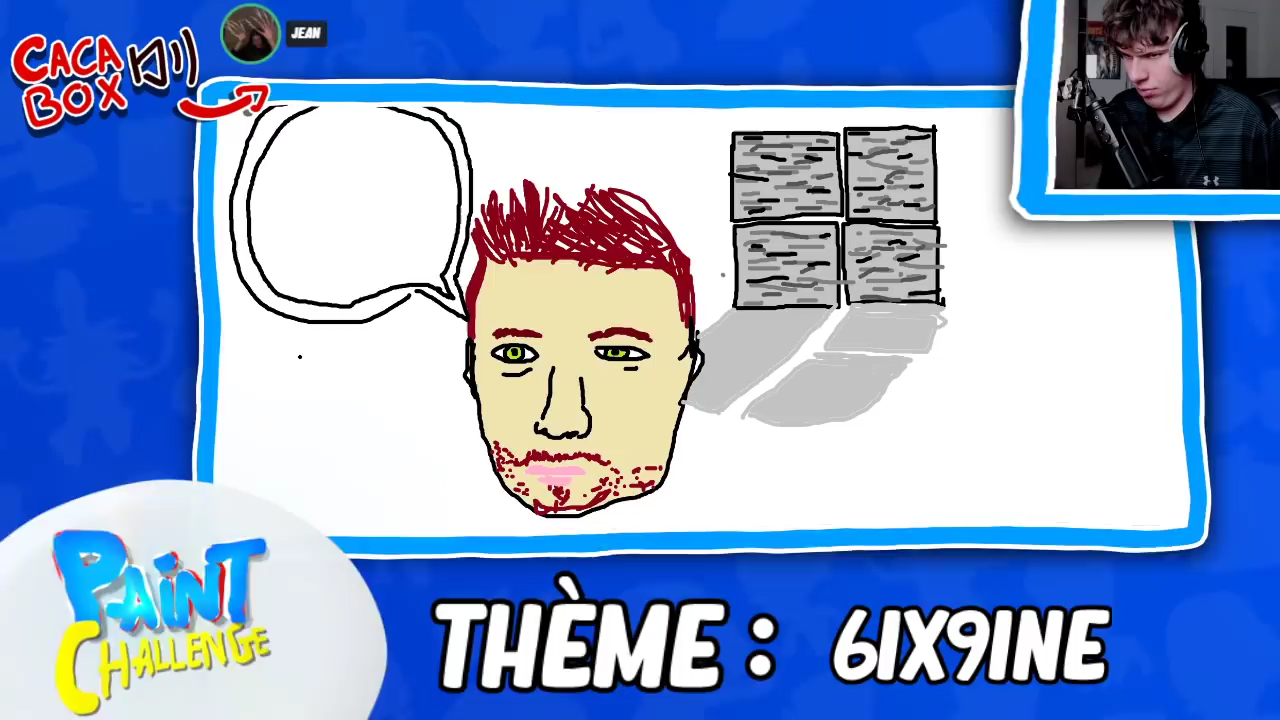 CACA
BOX
JEAN
PAINT
CHALLENGE
THÈME : 6IX9INE